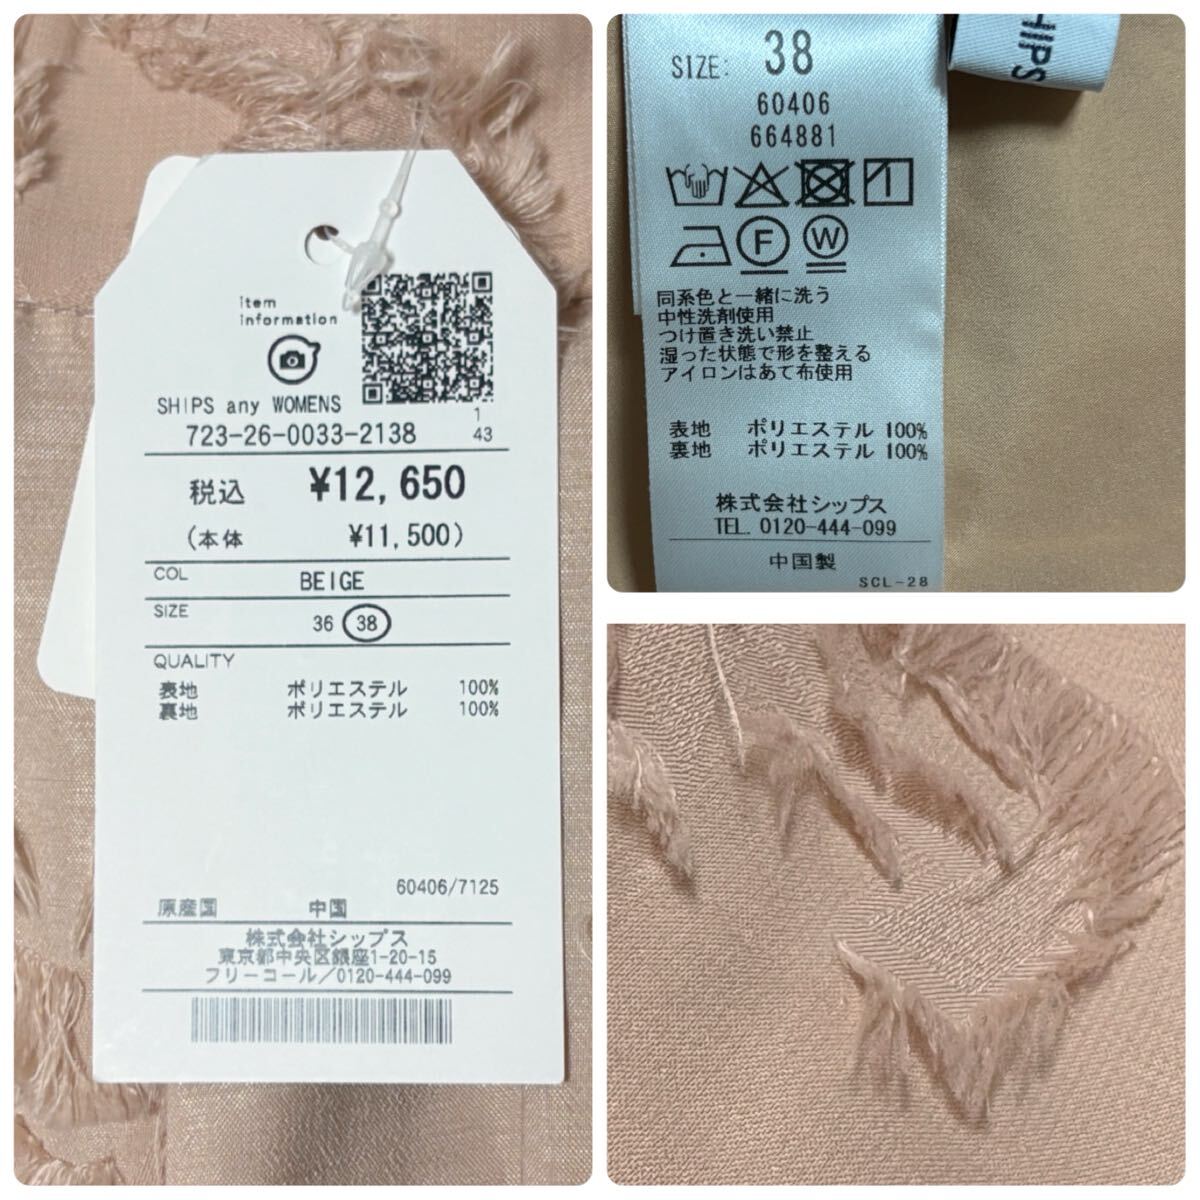 item
information
SHIPS any WOMENS
1
723-26-0033-2138
43
税込 ¥12,650
(本体 ¥11,500)
COL
BEIGE
SIZE
36 38
QUALITY
表地 ポリエステル 100%
裏地 ポリエステル 100%
60406/7125
原産国 中国
株式会社シップス
東京都中央区銀座1-20-15
フリーコール/0120-444-099
HIPS
SIZE: 38
60406
664881
F
W
同系色と一緒に洗う
中性洗剤使用
つけ置き洗い禁止
湿った状態で形を整える
アイロンはあて布使用
表地 ポリエステル 100%
裏地 ポリエステル 100%
株式会社シップス
TEL. 0120-444-099
中国製
SCL-28